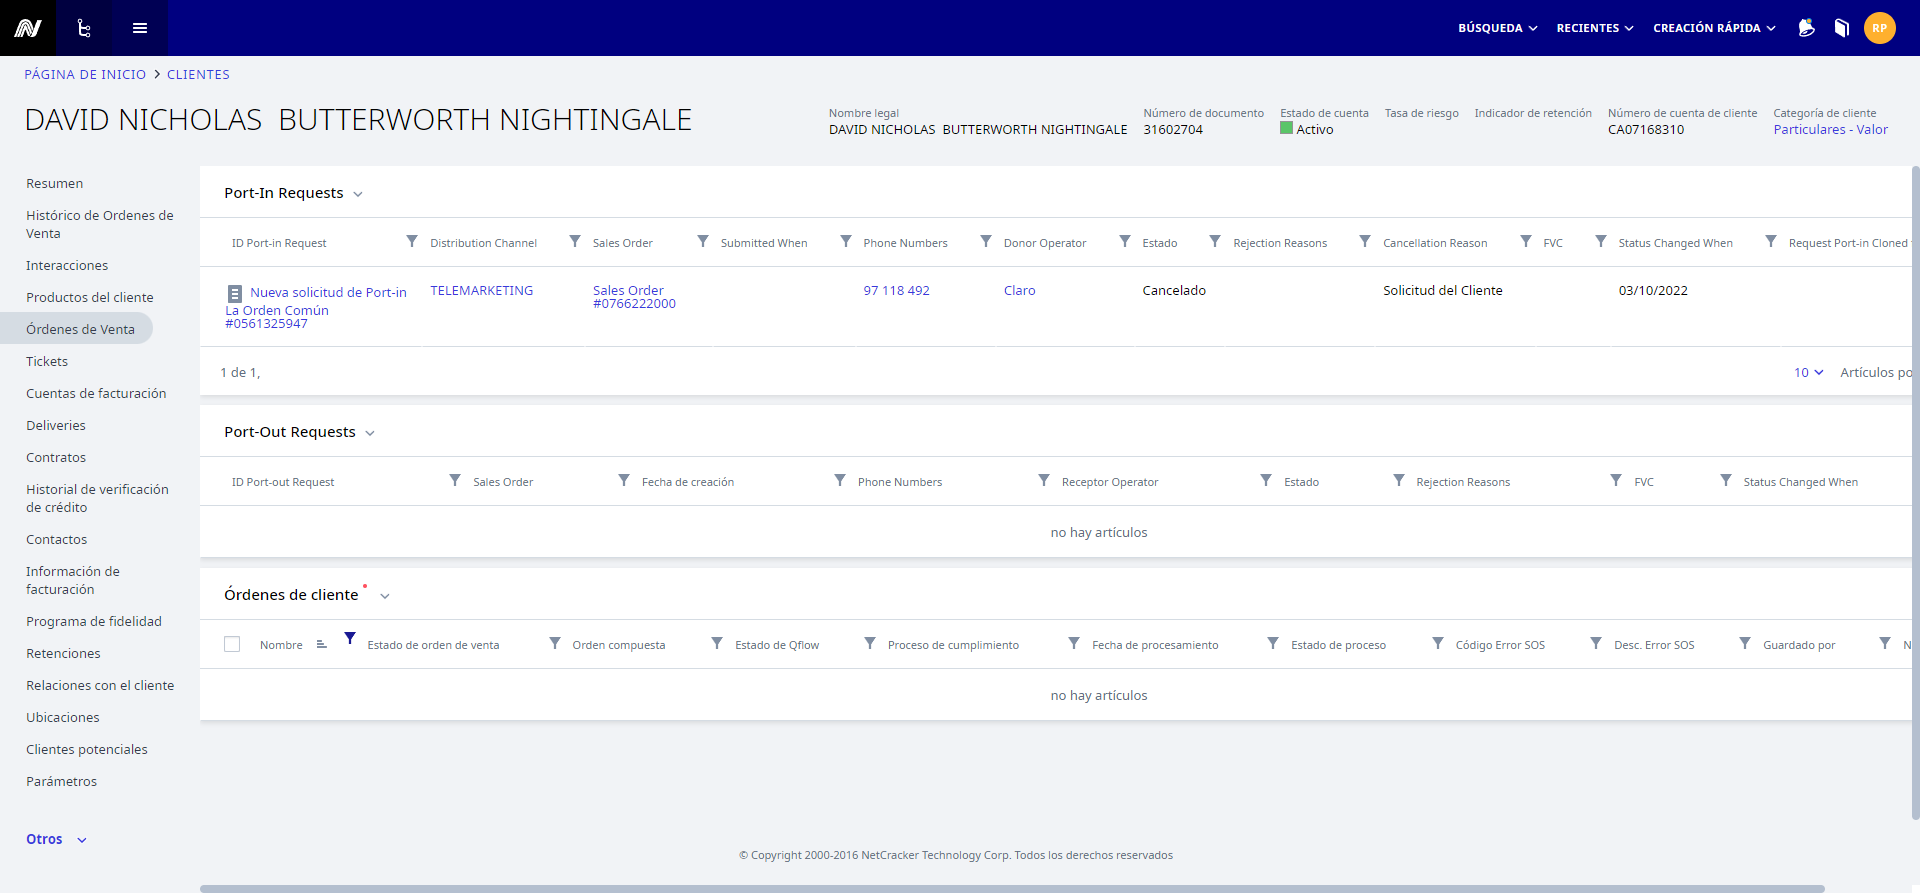 BÚSQUEDA RECIENTES CREACIÓN RÁPIDA RP
PÁGINA DE INICIO > CLIENTES
DAVID NICHOLAS  BUTTERWORTH NIGHTINGALE
Nombre legal Número de documento Estado de cuenta Tasa de riesgo Indicador de retención Número de cuenta de cliente Categoría de cliente
DAVID NICHOLAS  BUTTERWORTH NIGHTINGALE 31602704 Activo CA07168310 Particulares - Valor
Resumen
Histórico de Ordenes de
Venta
Interacciones
Productos del cliente
Órdenes de Venta
Tickets
Cuentas de facturación
Deliveries
Contratos
Historial de verificación
de crédito
Contactos
Información de
facturación
Programa de fidelidad
Retenciones
Relaciones con el cliente
Ubicaciones
Clientes potenciales
Parámetros
Otros
Port-In Requests
ID Port-in Request Distribution Channel Sales Order Submitted When Phone Numbers Donor Operator Estado Rejection Reasons Cancellation Reason FVC Status Changed When Request Port-in Cloned
Nueva solicitud de Port-in TELEMARKETING Sales Order 97 118 492 Claro Cancelado Solicitud del Cliente 03/10/2022
La Orden Común #0766222000
#0561325947
1 de 1, 10 Artículos po
Port-Out Requests
ID Port-out Request Sales Order Fecha de creación Phone Numbers Receptor Operator Estado Rejection Reasons FVC Status Changed When
no hay artículos
Órdenes de cliente *
Nombre Estado de orden de venta Orden compuesta Estado de Qflow Proceso de cumplimiento Fecha de procesamiento Estado de proceso Código Error SOS Desc. Error SOS Guardado por N
no hay artículos
© Copyright 2000-2016 NetCracker Technology Corp. Todos los derechos reservados